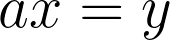 ax = y